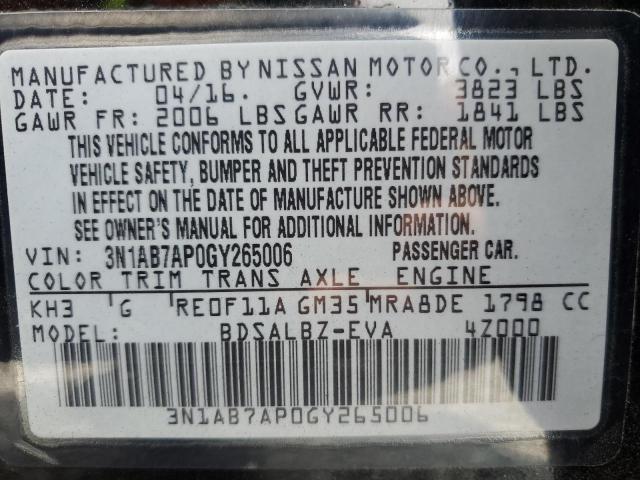 MANUFACTURED BY NISSAN MOTOR CO., LTD.
DATE: 04/16. GVWR: 3823 LBS
GAWR FR: 2006 LBS GAWR RR: 1841 LBS
THIS VEHICLE CONFORMS TO ALL APPLICABLE FEDERAL MOTOR
VEHICLE SAFETY, BUMPER AND THEFT PREVENTION STANDARDS
IN EFFECT ON THE DATE OF MANUFACTURE SHOWN ABOVE.
SEE OWNER'S MANUAL FOR ADDITIONAL INFORMATION.
VIN: 3N1AB7AP0GY265006 PASSENGER CAR.
COLOR TRIM TRANS AXLE ENGINE
KH3 G RE0F11A GM35 MRA8DE 1798 CC
MODEL: BDSALBZ-EVA 4Z000
3N1AB7AP0GY265006